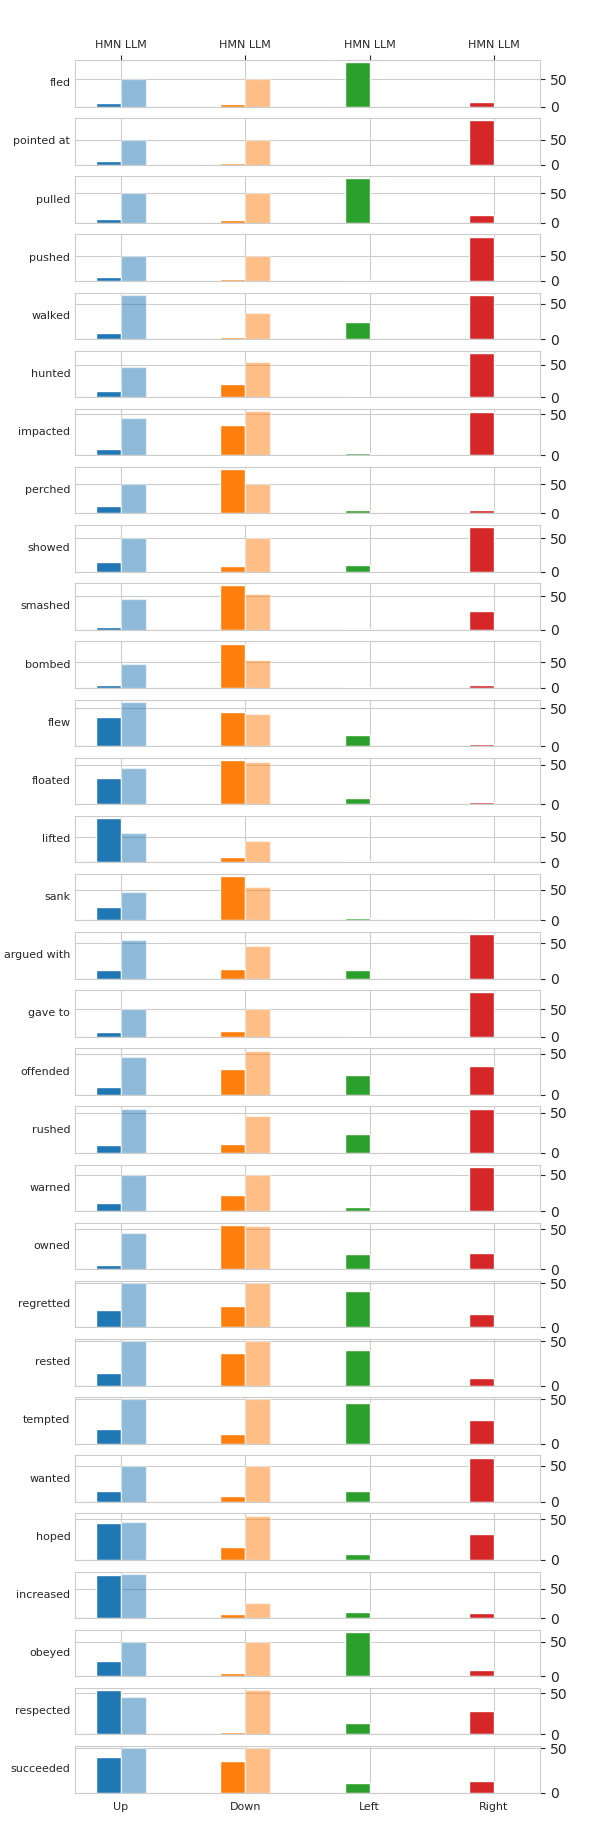 HMN LLM HMN LLM HMN LLM HMN LLM
fled 50 0
pointed at 50 0
pulled 50 0
pushed 50 0
walked 50 0
hunted 50 0
impacted 50 0
perched 50 0
showed 50 0
smashed 50 0
bombed 50 0
flew 50 0
floated 50 0
lifted 50 0
sank 50 0
argued with 50 0
gave to 50 0
offended 50 0
rushed 50 0
warned 50 0
owned 50 0
regretted 50 0
rested 50 0
tempted 50 0
wanted 50 0
hoped 50 0
increased 50 0
obeyed 50 0
respected 50 0
succeeded 50 0
Up Down Left Right